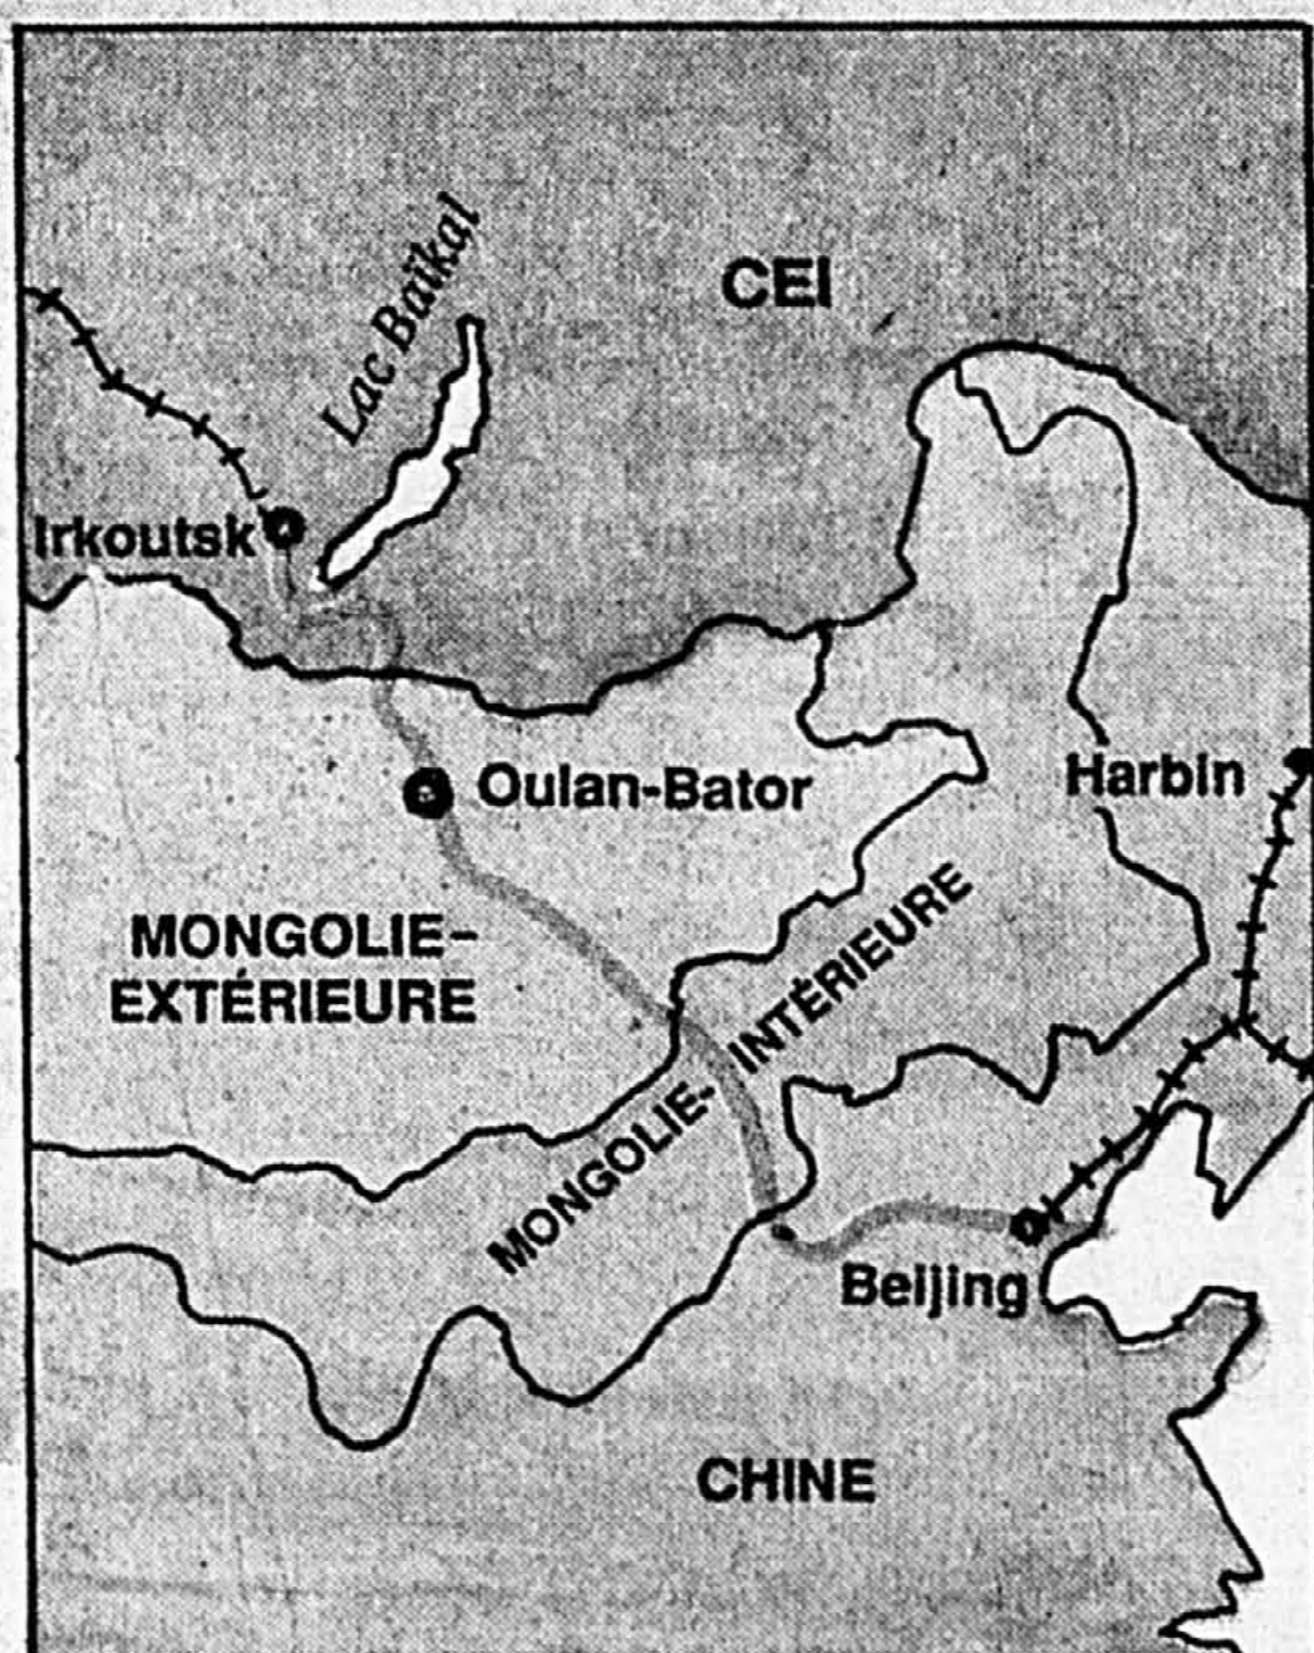 CEI
Lac Baïkal
Irkoutsk
Oulan-Bator
Harbin
MONGOLIE-
EXTÉRIEURE
MONGOLIE- INTÉRIEURE
Beijing
CHINE